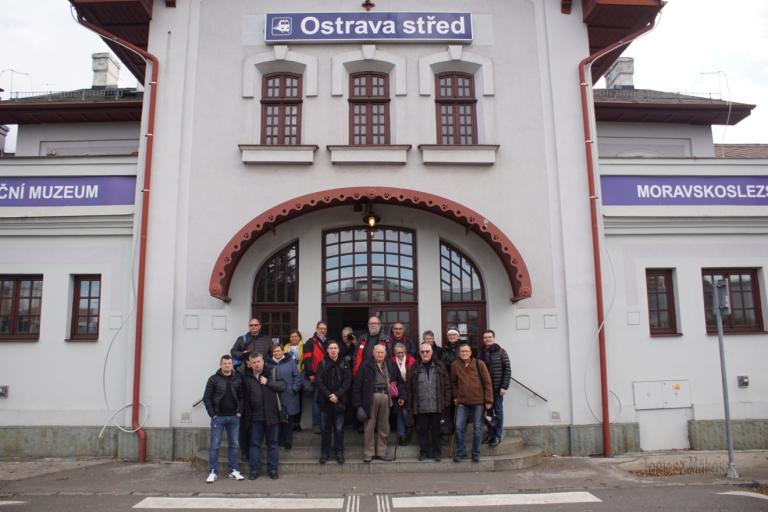 Ostrava střed
ČNÍ MUZEUM
MORAVSKOSLEZS